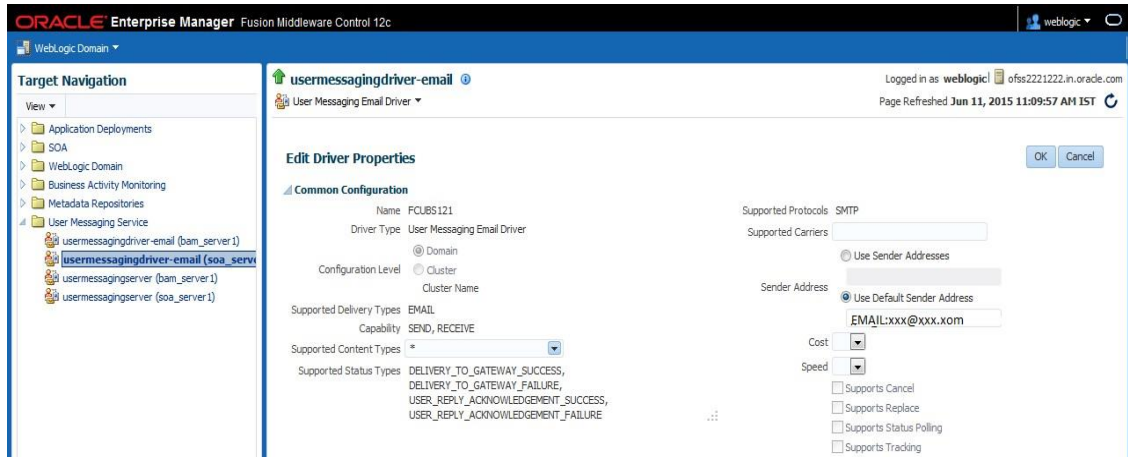 ORACLE Enterprise Manager Fusion Middleware Control 12c
weblogic
WebLogic Domain
Target Navigation
View
Application Deployments
SOA
WebLogic Domain
Business Activity Monitoring
Metadata Repositories
User Messaging Service
usermessagingdriver-email (bam_server1)
usermessagingdriver-email (soa_serve
usermessagingserver (bam_server1)
usermessagingserver (soa_server1)
usermessagingdriver-email
User Messaging Email Driver
Logged in as weblogic ofss2221222.in.oracle.com
Page Refreshed Jun 11, 2015 11:09:57 AM IST
Edit Driver Properties
OK Cancel
Common Configuration
Name FCUBS121
Driver Type User Messaging Email Driver
Configuration Level
Domain
Cluster
Cluster Name
Supported Delivery Types EMAIL
Capability SEND, RECEIVE
Supported Content Types *
Supported Status Types DELIVERY_TO_GATEWAY_SUCCESS,
DELIVERY_TO_GATEWAY_FAILURE,
USER_REPLY_ACKNOWLEDGEMENT_SUCCESS,
USER_REPLY_ACKNOWLEDGEMENT_FAILURE
Supported Protocols SMTP
Supported Carriers
Sender Address
Use Sender Addresses
Use Default Sender Address
EMAIL:xxx@xxx.xom
Cost
Speed
Supports Cancel
Supports Replace
Supports Status Polling
Supports Tracking